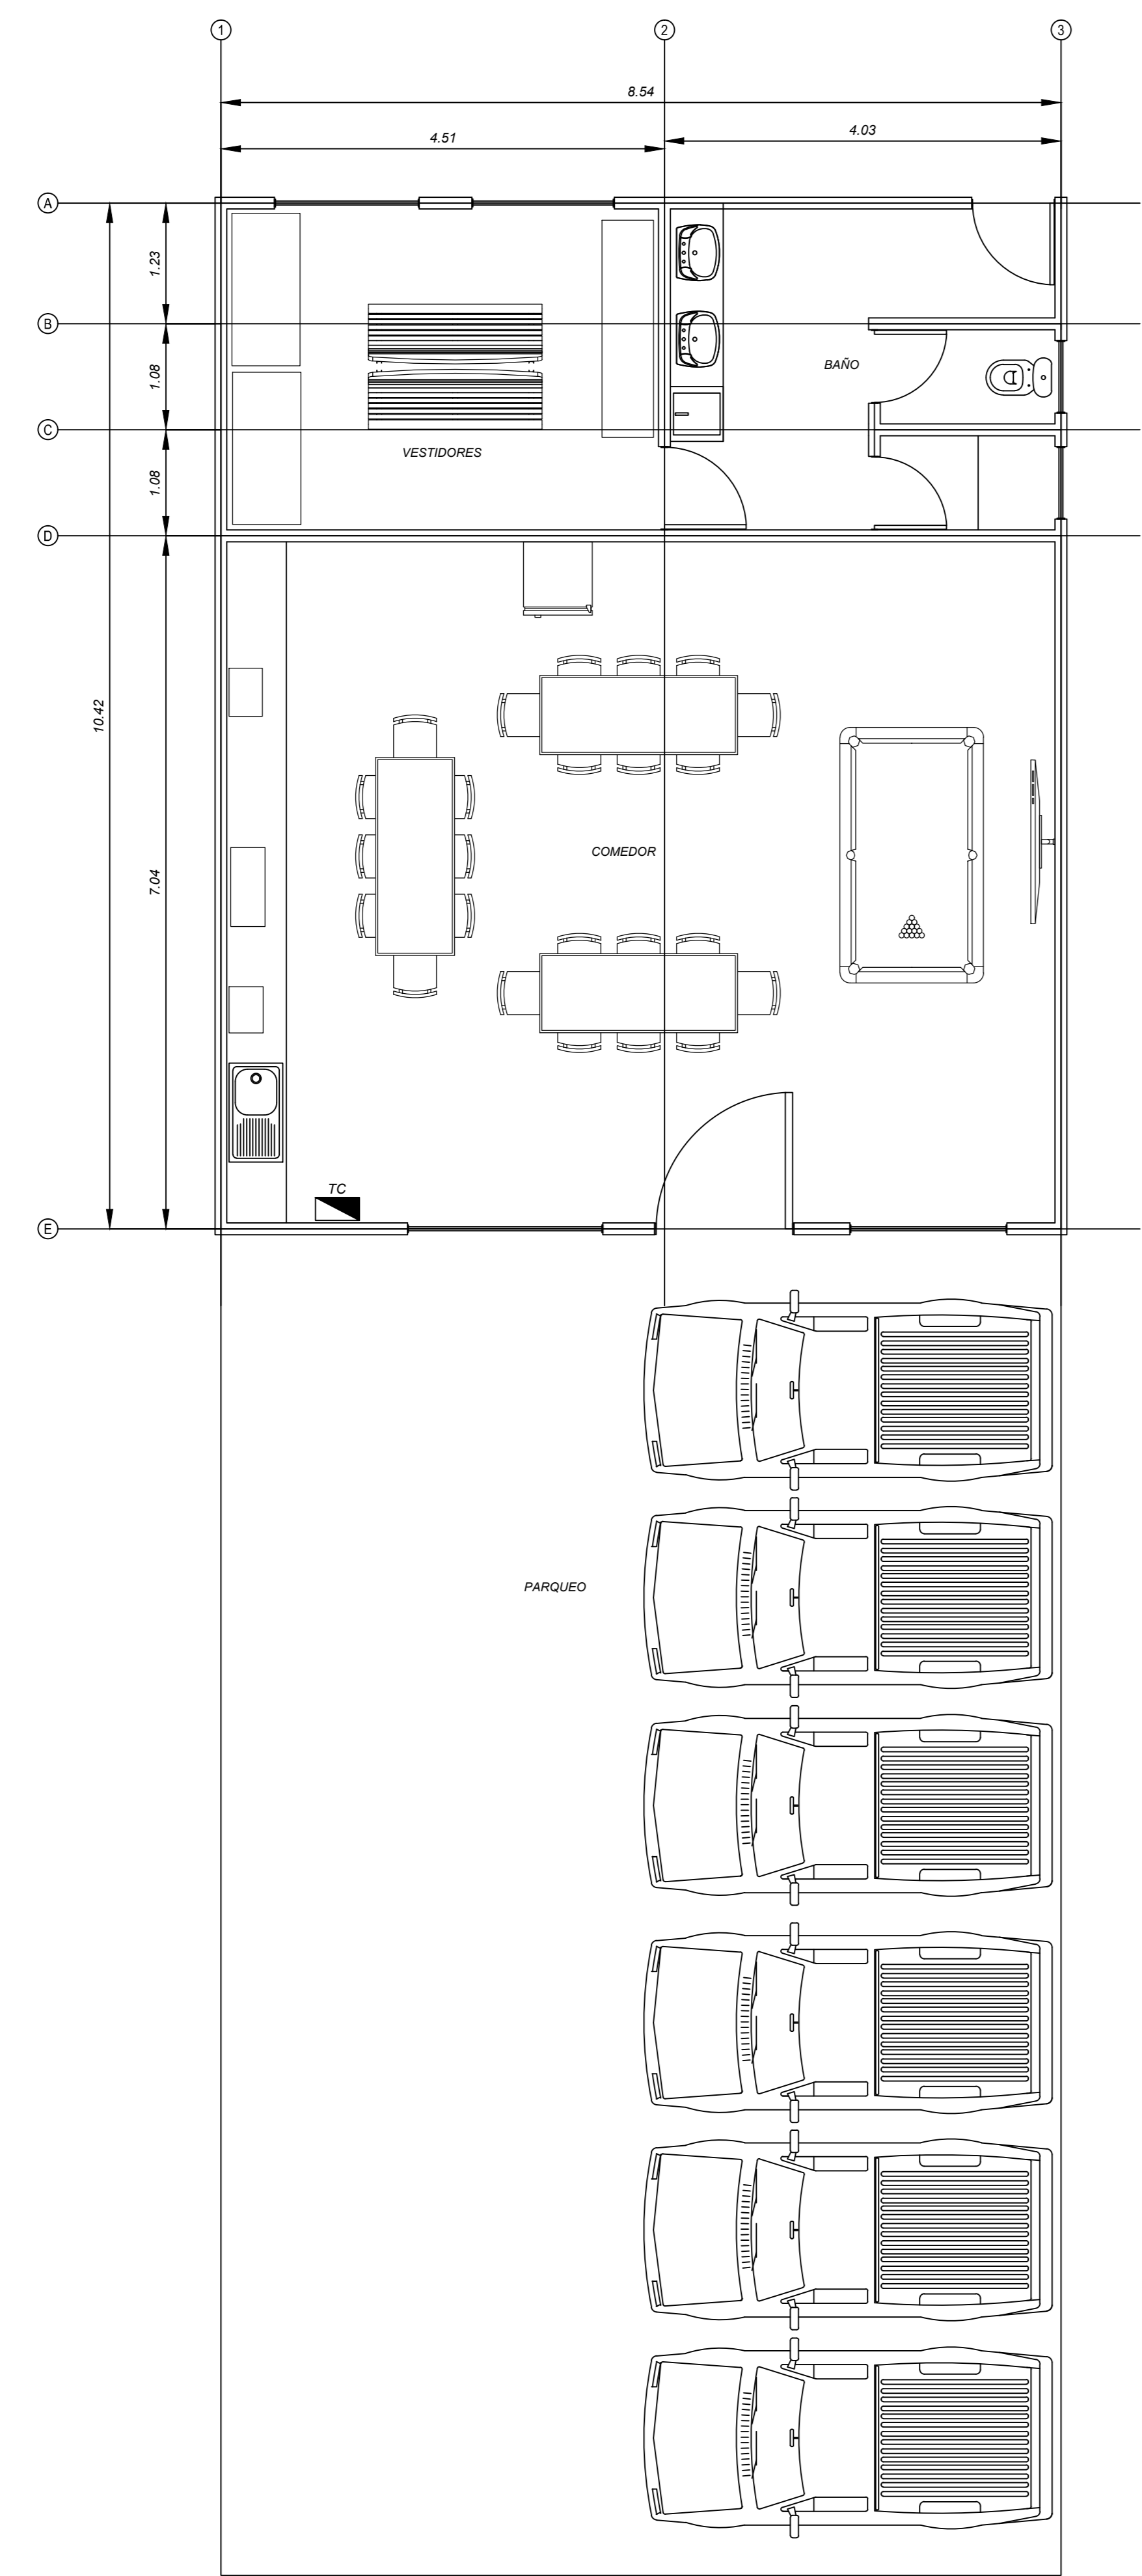 1
2
3
8.54
4.51
4.03
A
1.23
B
1.08
BAÑO
C
VESTIDORES
1.08
D
10.42
COMEDOR
7.04
TC
E
PARQUEO